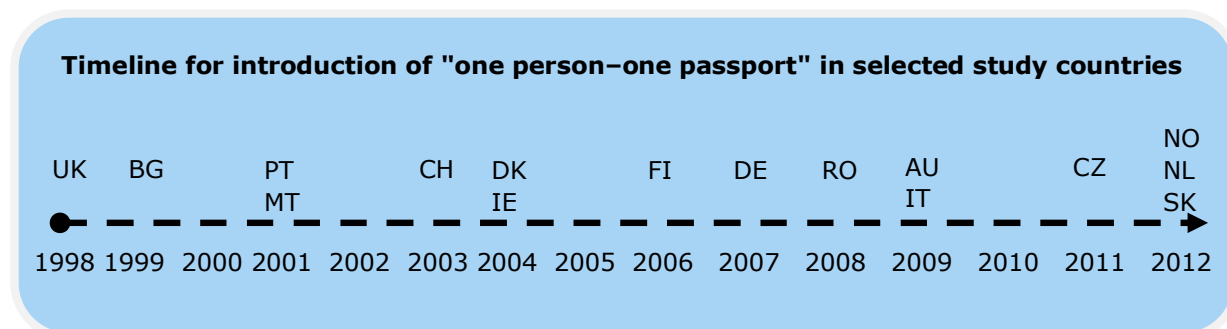 Timeline for introduction of "one person–one passport" in selected study countries
NO
UK BG PT CH DK FI DE RO AU CZ NL
MT IE IT SK
1998 1999 2000 2001 2002 2003 2004 2005 2006 2007 2008 2009 2010 2011 2012